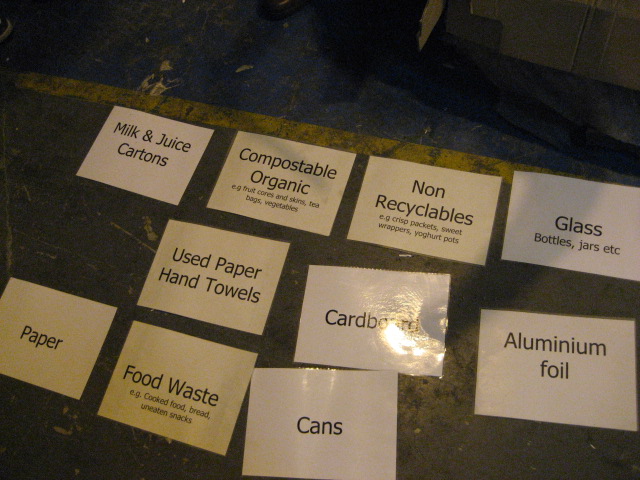 Milk & Juice
Cartons
Compostable
Organic
e.g fruit cores and skins, tea
bags, vegetables
Non
Recyclables
e.g crisp packets, sweet
wrappers, yoghurt pots
Glass
Bottles, jars etc
Used Paper
Hand Towels
Cardboard
Aluminium
foil
Paper
Food Waste
e.g. Cooked food, bread,
uneaten snacks
Cans